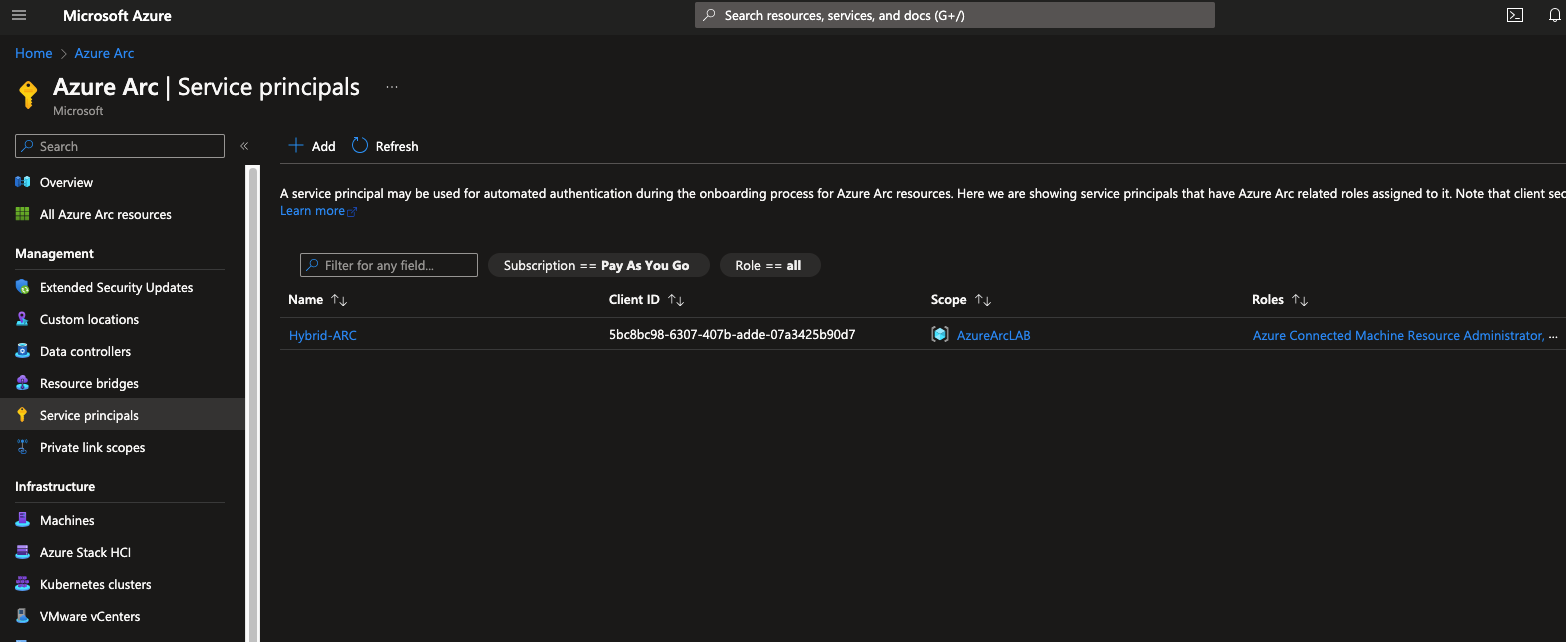 Microsoft Azure
Search resources, services, and docs (G+/)
Home > Azure Arc
Azure Arc | Service principals ...
Microsoft
Search
«
Overview
All Azure Arc resources
Management
Extended Security Updates
Custom locations
Data controllers
Resource bridges
Service principals
Private link scopes
Infrastructure
Machines
Azure Stack HCI
Kubernetes clusters
VMware vCenters
+ Add Refresh
A service principal may be used for automated authentication during the onboarding process for Azure Arc resources. Here we are showing service principals that have Azure Arc related roles assigned to it. Note that client sec
Learn more
Filter for any field...
Subscription == Pay As You Go
Role == all
Name ↑↓ Client ID ↑↓ Scope ↑↓ Roles ↑↓
Hybrid-ARC 5bc8bc98-6307-407b-adde-07a3425b90d7 AzureArcLAB Azure Connected Machine Resource Administrator, ...